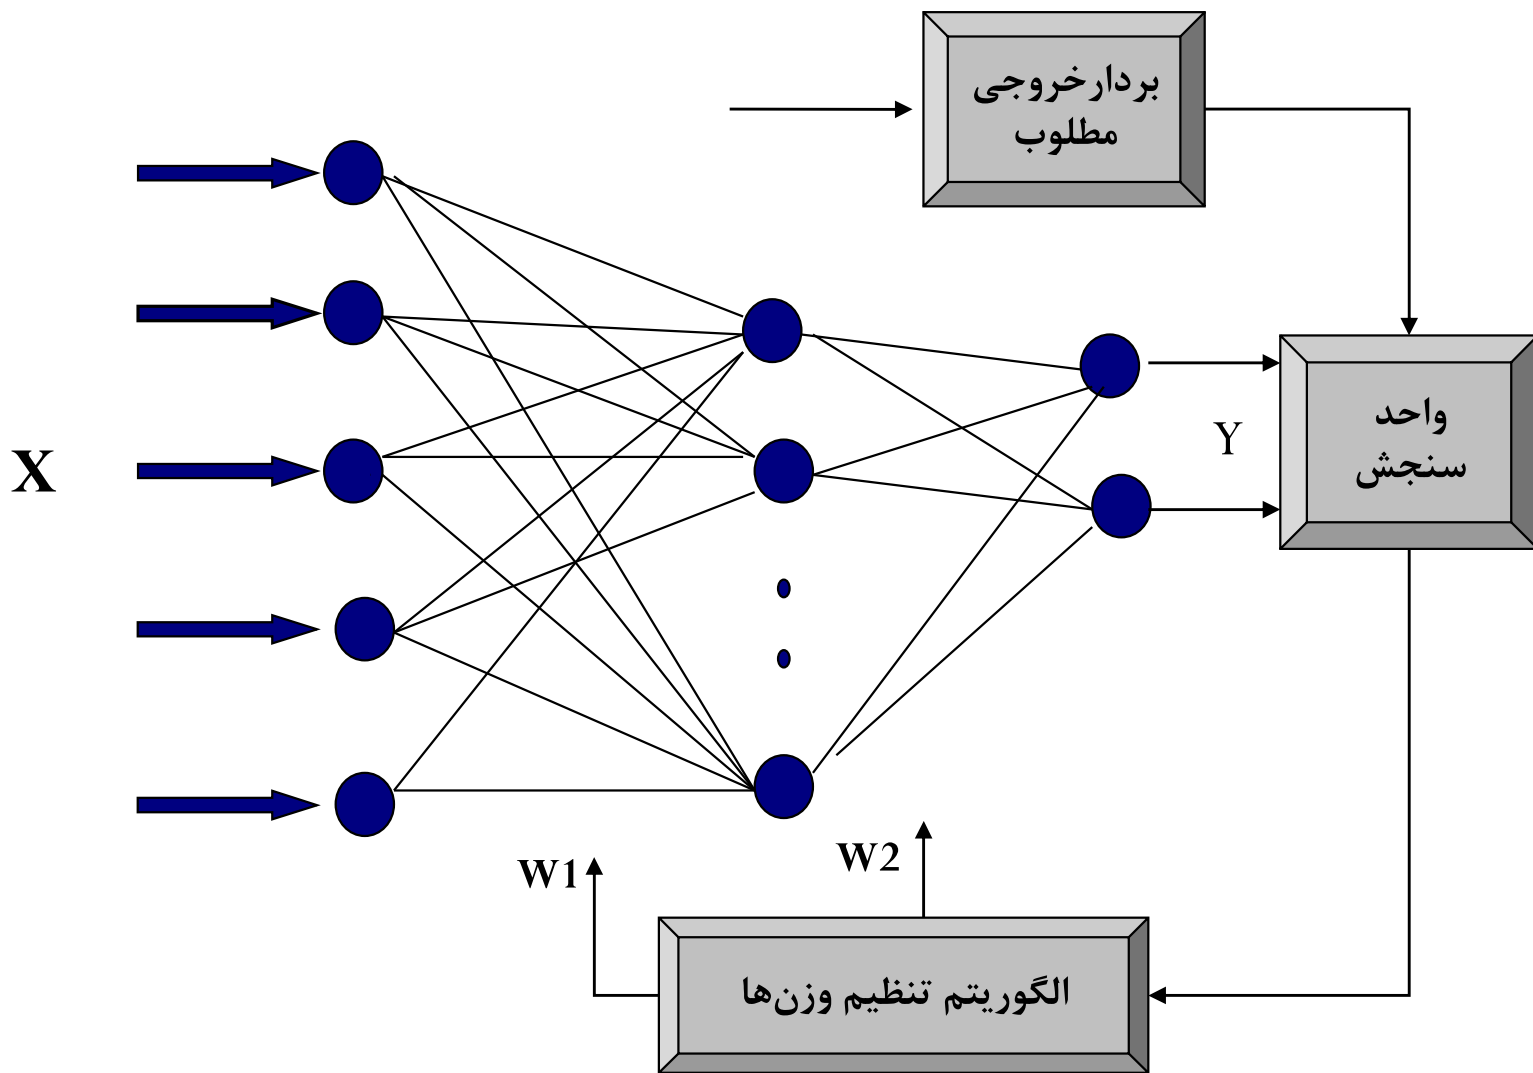 بردارخروجی
مطلوب
X
Y
واحد
سنجش
W1
W2
الگوریتم تنظیم وزن‌ها